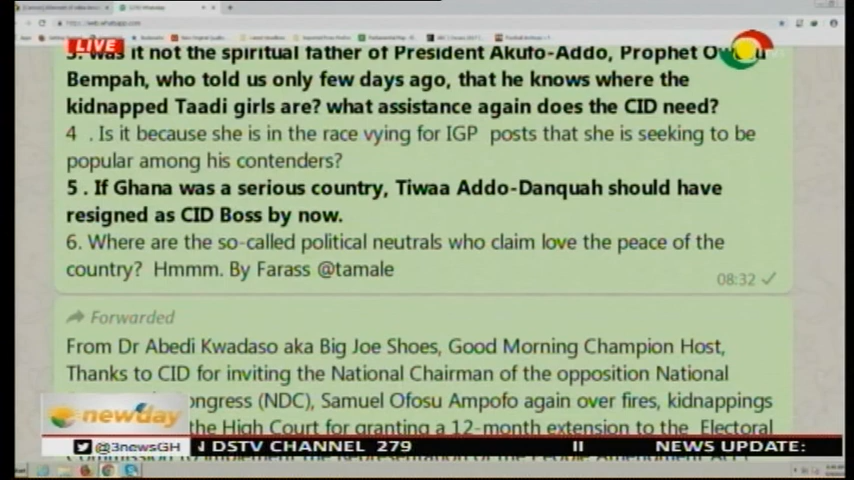 https://web.whatsapp.com
LIVE
3. Was it not the spiritual father of President Akufo-Addo, Prophet
Bempah, who told us only few days ago, that he knows where the
kidnapped Taadi girls are? what assistance again does the CID need?
4 . Is it because she is in the race vying for IGP posts that she is seeking to be
popular among his contenders?
5 . If Ghana was a serious country, Tiwaa Addo-Danquah should have
resigned as CID Boss by now.
6. Where are the so-called political neutrals who claim love the peace of the
country? Hmmm. By Farass @tamale
08:32
Forwarded
From Dr Abedi Kwadaso aka Big Joe Shoes, Good Morning Champion Host,
Thanks to CID for inviting the National Chairman of the opposition National
ongress (NDC), Samuel Ofosu Ampofo again over fires, kidnappings
the High Court for granting a 12-month extension to the Electoral
newday
@3newsGH
N DSTV CHANNEL 279 II NEWS UPDATE: